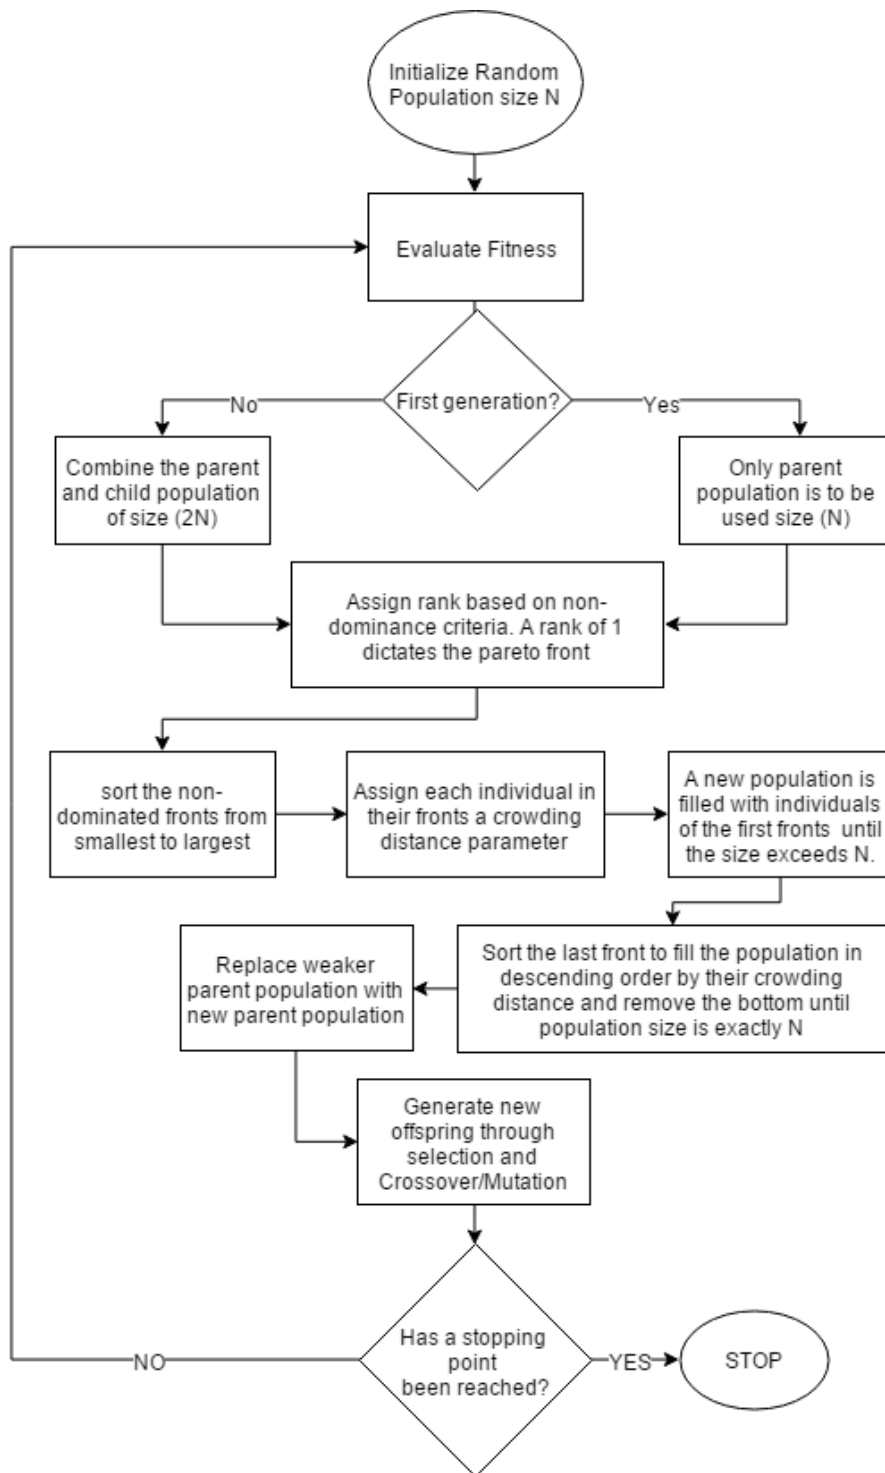 Initialize Random
Population size N
Evaluate Fitness
First generation?
No
Yes
Combine the parent
and child population
of size (2N)
Only parent
population is to be
used size (N)
Assign rank based on non-
dominance criteria. A rank of 1
dictates the pareto front
sort the non-
dominated fronts from
smallest to largest
Assign each individual in
their fronts a crowding
distance parameter
A new population is
filled with individuals
of the first fronts until
the size exceeds N.
Sort the last front to fill the population in
descending order by their crowding
distance and remove the bottom until
population size is exactly N
Replace weaker
parent population with
new parent population
Generate new
offspring through
selection and
Crossover/Mutation
Has a stopping
point
been reached?
NO
YES
STOP